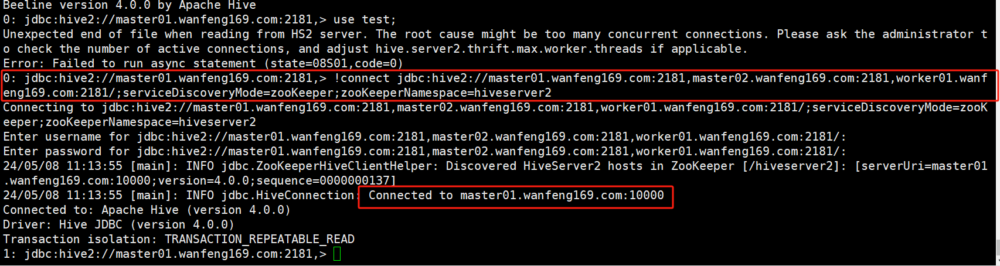 Beeline version 4.0.0 by Apache Hive
0: jdbc:hive2://master01.wanfeng169.com:2181,> use test;
Unexpected end of file when reading from HS2 server. The root cause might be too many concurrent connections. Please ask the administrator t
o check the number of active connections, and adjust hive.server2.thrift.max.worker.threads if applicable.
Error: Failed to run async statement (state=08S01,code=0)
0: jdbc:hive2://master01.wanfeng169.com:2181,> !connect jdbc:hive2://master01.wanfeng169.com:2181,master02.wanfeng169.com:2181,worker01.wanf
eng169.com:2181/;serviceDiscoveryMode=zooKeeper;zooKeeperNamespace=hiveserver2
Connecting to jdbc:hive2://master01.wanfeng169.com:2181,master02.wanfeng169.com:2181,worker01.wanfeng169.com:2181/;serviceDiscoveryMode=zooK
eeper;zooKeeperNamespace=hiveserver2
Enter username for jdbc:hive2://master01.wanfeng169.com:2181,master02.wanfeng169.com:2181,worker01.wanfeng169.com:2181/:
Enter password for jdbc:hive2://master01.wanfeng169.com:2181,master02.wanfeng169.com:2181,worker01.wanfeng169.com:2181/:
24/05/08 11:13:55 [main]: INFO jdbc.ZooKeeperHiveClientHelper: Discovered HiveServer2 hosts in ZooKeeper [/hiveserver2]: [serverUri=master01
.wanfeng169.com:10000;version=4.0.0;sequence=0000000137]
24/05/08 11:13:55 [main]: INFO jdbc.HiveConnection: Connected to master01.wanfeng169.com:10000
Connected to: Apache Hive (version 4.0.0)
Driver: Hive JDBC (version 4.0.0)
Transaction isolation: TRANSACTION_REPEATABLE_READ
1: jdbc:hive2://master01.wanfeng169.com:2181,>